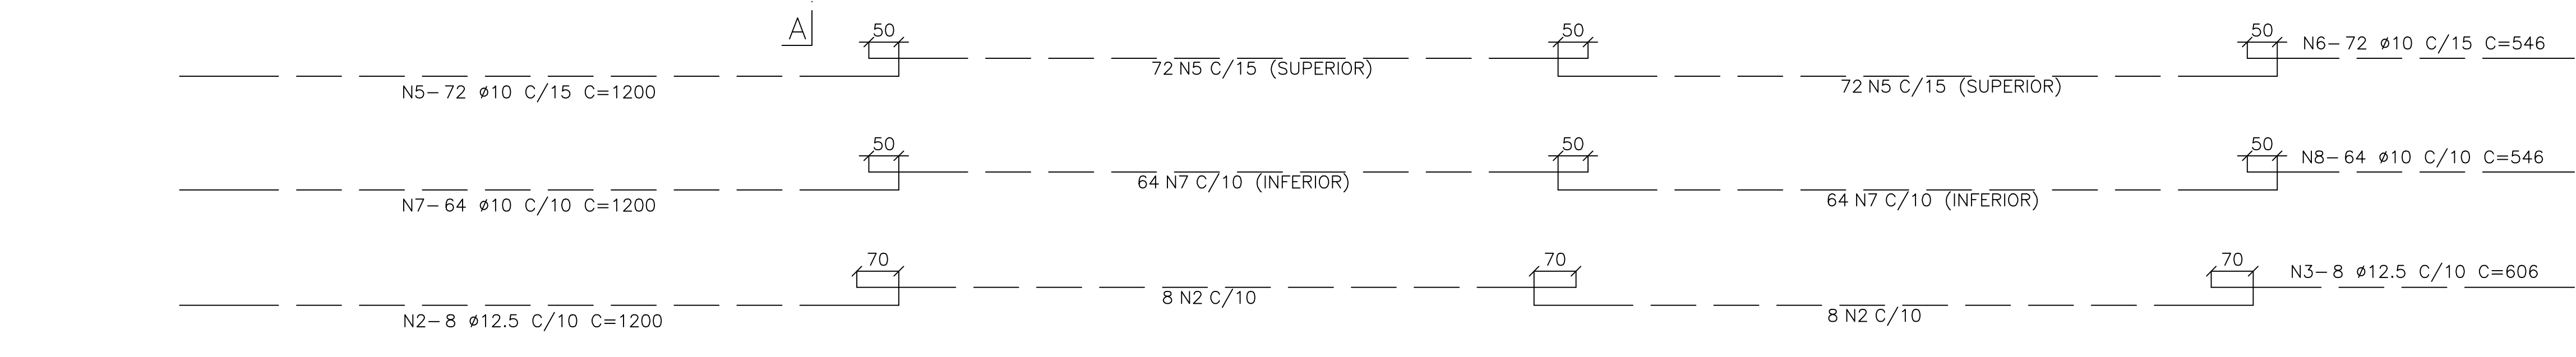 A
50
50
50
N6-72 ø10 C/15 C=546
72 N5 C/15 (SUPERIOR)
N5-72 ø10 C/15 C=1200
72 N5 C/15 (SUPERIOR)
50
50
50
N8-64 ø10 C/10 C=546
64 N7 C/10 (INFERIOR)
N7-64 ø10 C/10 C=1200
64 N7 C/10 (INFERIOR)
70
70
70
N3-8 ø12.5 C/10 C=606
8 N2 C/10
N2-8 ø12.5 C/10 C=1200
8 N2 C/10